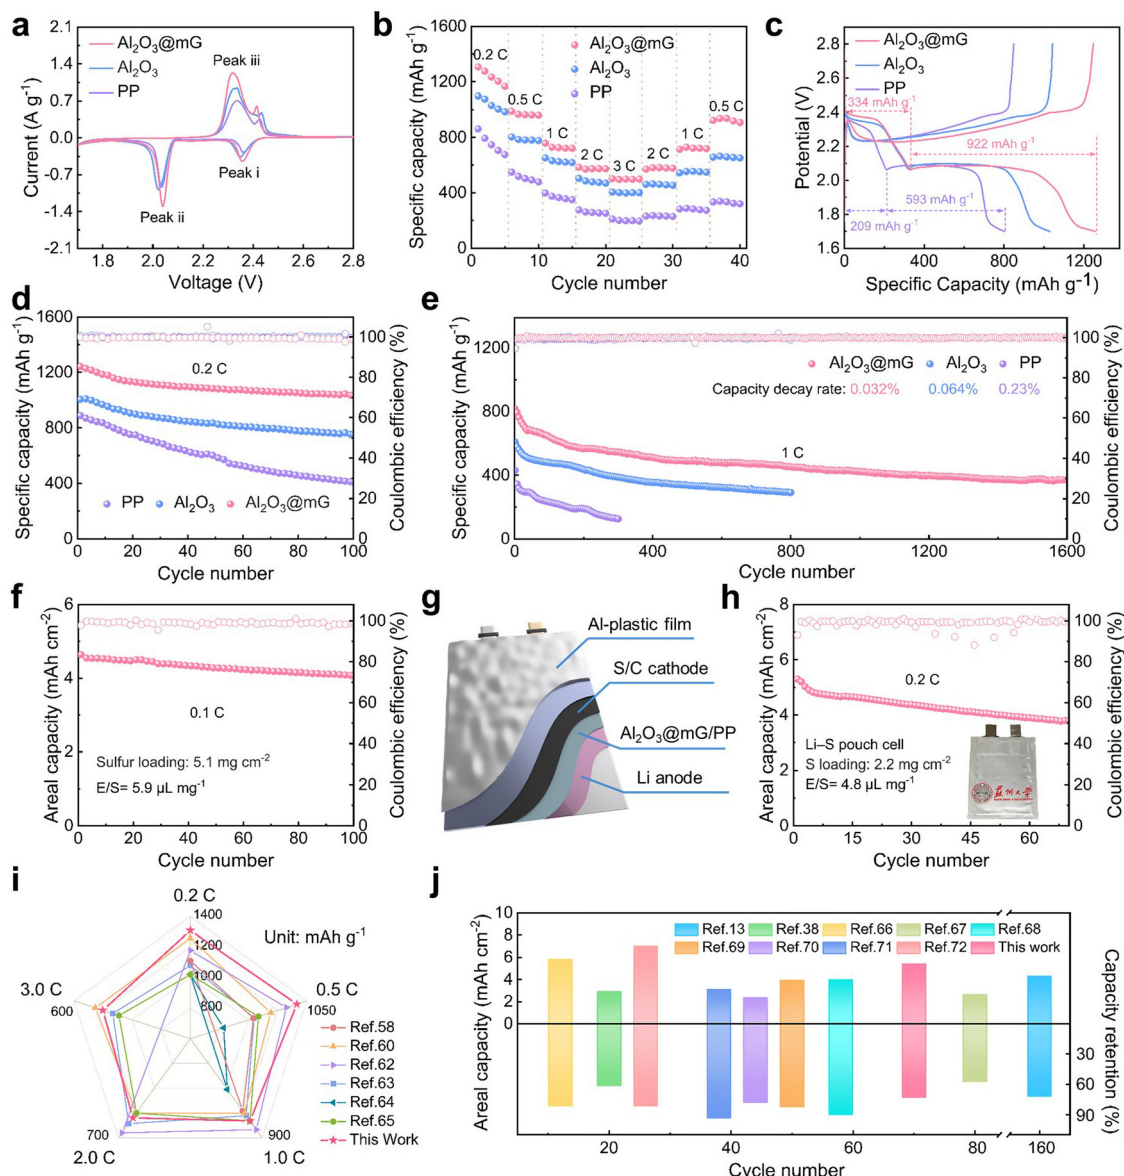 a
2.1
1.4
0.7
0.0
-0.7
-1.4
-2.1
Current (A g⁻¹)
Al₂O₃@mG
Al₂O₃
PP
Peak iii
Peak i
Peak ii
2.0
2.2
2.4
2.6
2.8
Voltage (V)
b
1600
1200
800
400
0
Specific capacity (mAh g⁻¹)
Al₂O₃@mG
Al₂O₃
PP
0.2 C
0.5 C
1 C
2 C
3 C
2 C
1 C
0.5 C
0
10
20
30
40
Cycle number
c
2.8
2.4
2.0
1.6
Potential (V)
Al₂O₃@mG
Al₂O₃
PP
334 mAh g⁻¹
922 mAh g⁻¹
593 mAh g⁻¹
209 mAh g⁻¹
0
400
800
1200
Specific Capacity (mAh g⁻¹)
d
1600
1200
800
400
0
Specific capacity (mAh g⁻¹)
0.2 C
PP
Al₂O₃
Al₂O₃@mG
100
80
60
40
20
0
Coulombic efficiency (%)
0
20
40
60
80
100
Cycle number
e
1200
800
400
0
Specific capacity (mAh g⁻¹)
Al₂O₃@mG
Al₂O₃
PP
Capacity decay rate: 0.032% 0.064% 0.23%
1 C
100
80
60
40
20
0
Coulombic efficiency (%)
0
400
800
1200
1600
Cycle number
f
6
4
2
0
Areal capacity (mAh cm⁻²)
0.1 C
Sulfur loading: 5.1 mg cm⁻²
E/S= 5.9 μL mg⁻¹
100
80
60
40
20
0
Coulombic efficiency (%)
0
20
40
60
80
100
Cycle number
g
Al-plastic film
S/C cathode
Al₂O₃@mG/PP
Li anode
h
8
6
4
2
0
Areal capacity (mAh cm⁻²)
0.2 C
Li–S pouch cell
S loading: 2.2 mg cm⁻²
E/S= 4.8 μL mg⁻¹
蘇州大學
100
80
60
40
20
0
Coulombic efficiency (%)
0
15
30
45
60
Cycle number
i
0.2 C
1400
1200
1000
800
Unit: mAh g⁻¹
3.0 C
600
0.5 C
1050
700
2.0 C
900
1.0 C
Ref.58
Ref.60
Ref.62
Ref.63
Ref.64
Ref.65
This Work
j
10
8
6
4
2
0
Areal capacity (mAh cm⁻²)
Ref.13
Ref.38
Ref.66
Ref.67
Ref.68
Ref.69
Ref.70
Ref.71
Ref.72
This work
30
60
90
Capacity retention (%)
20
40
60
80
160
Cycle number